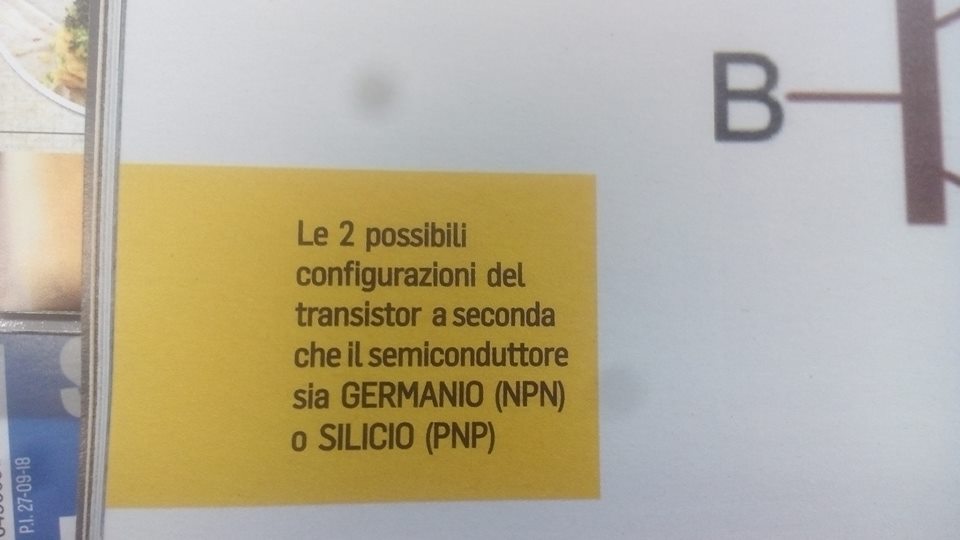 B
Le 2 possibili
configurazioni del
transistor a seconda
che il semiconduttore
sia GERMANIO (NPN)
o SILICIO (PNP)
P.I. 27-09-18